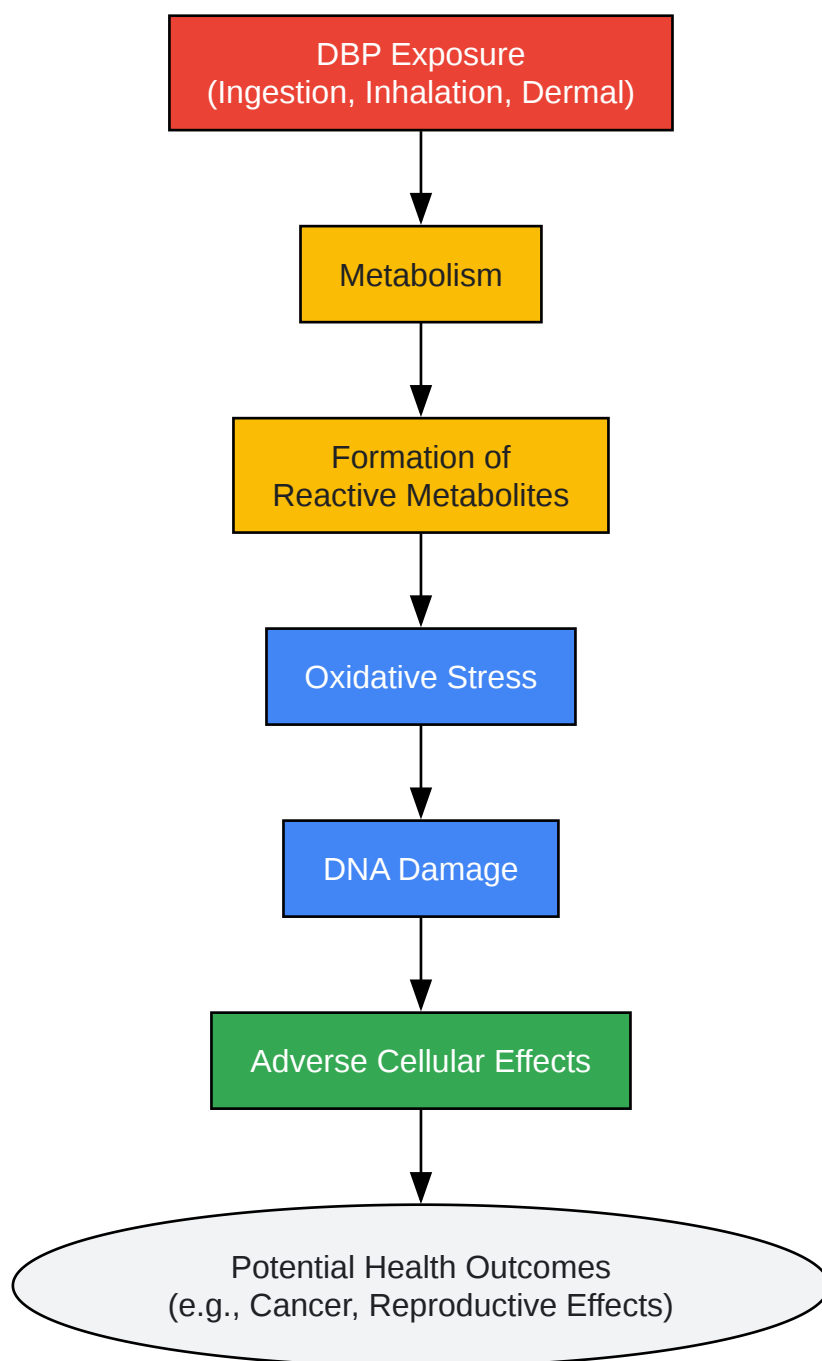 DBP Exposure
(Ingestion, Inhalation, Dermal)
Metabolism
Formation of
Reactive Metabolites
Oxidative Stress
DNA Damage
Adverse Cellular Effects
Potential Health Outcomes
(e.g., Cancer, Reproductive Effects)